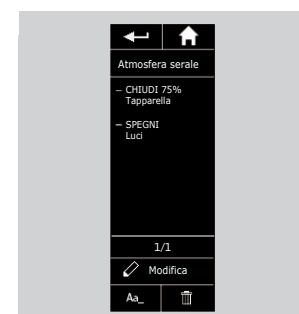 Atmosfera serale
– CHIUDI 75%
Tapparella
– SPEGNI
Luci
1/1
Modifica
Aa_